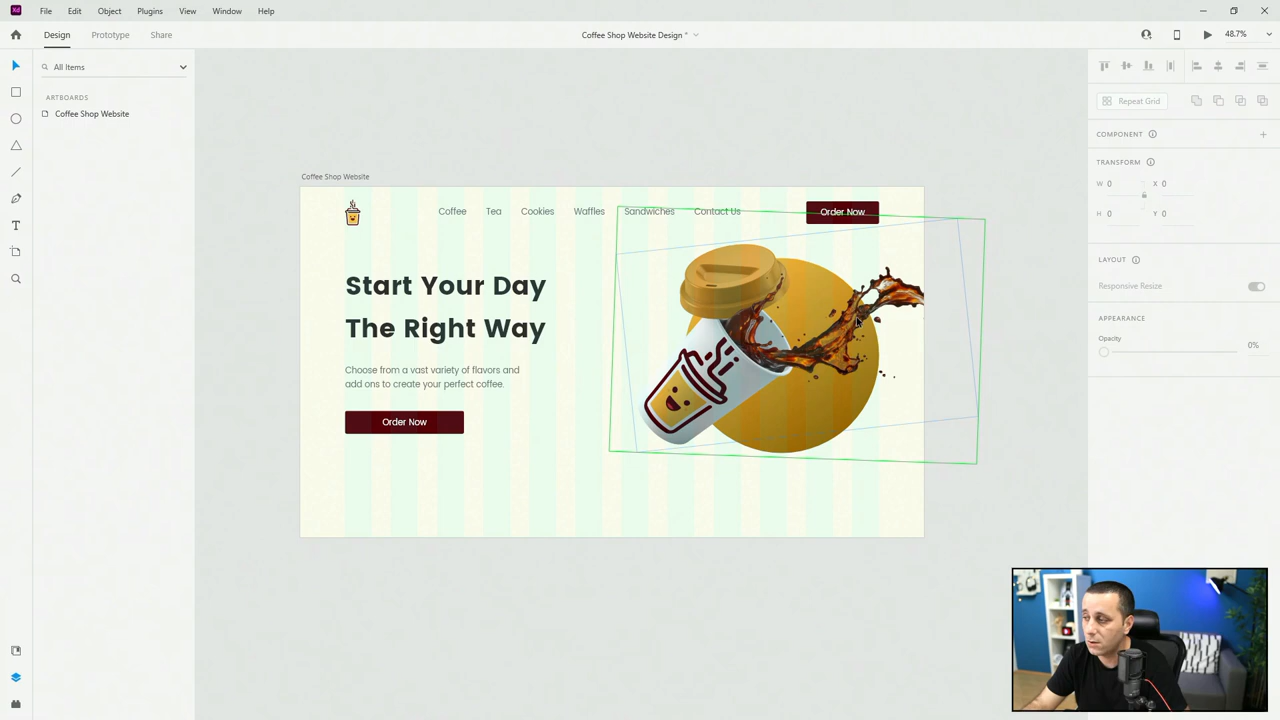 Xd File Edit Object Plugins View Window Help
Design Prototype Share
Coffee Shop Website Design *
48.7%
All Items
ARTBOARDS
Coffee Shop Website
Coffee Shop Website
Coffee Tea Cookies Waffles Sandwiches Contact Us Order Now
Start Your Day
The Right Way
Choose from a vast variety of flavors and
add ons to create your perfect coffee.
Order Now
Repeat Grid
COMPONENT
TRANSFORM
W 0 X 0
H 0 Y 0
LAYOUT
Responsive Resize
APPEARANCE
Opacity
0%